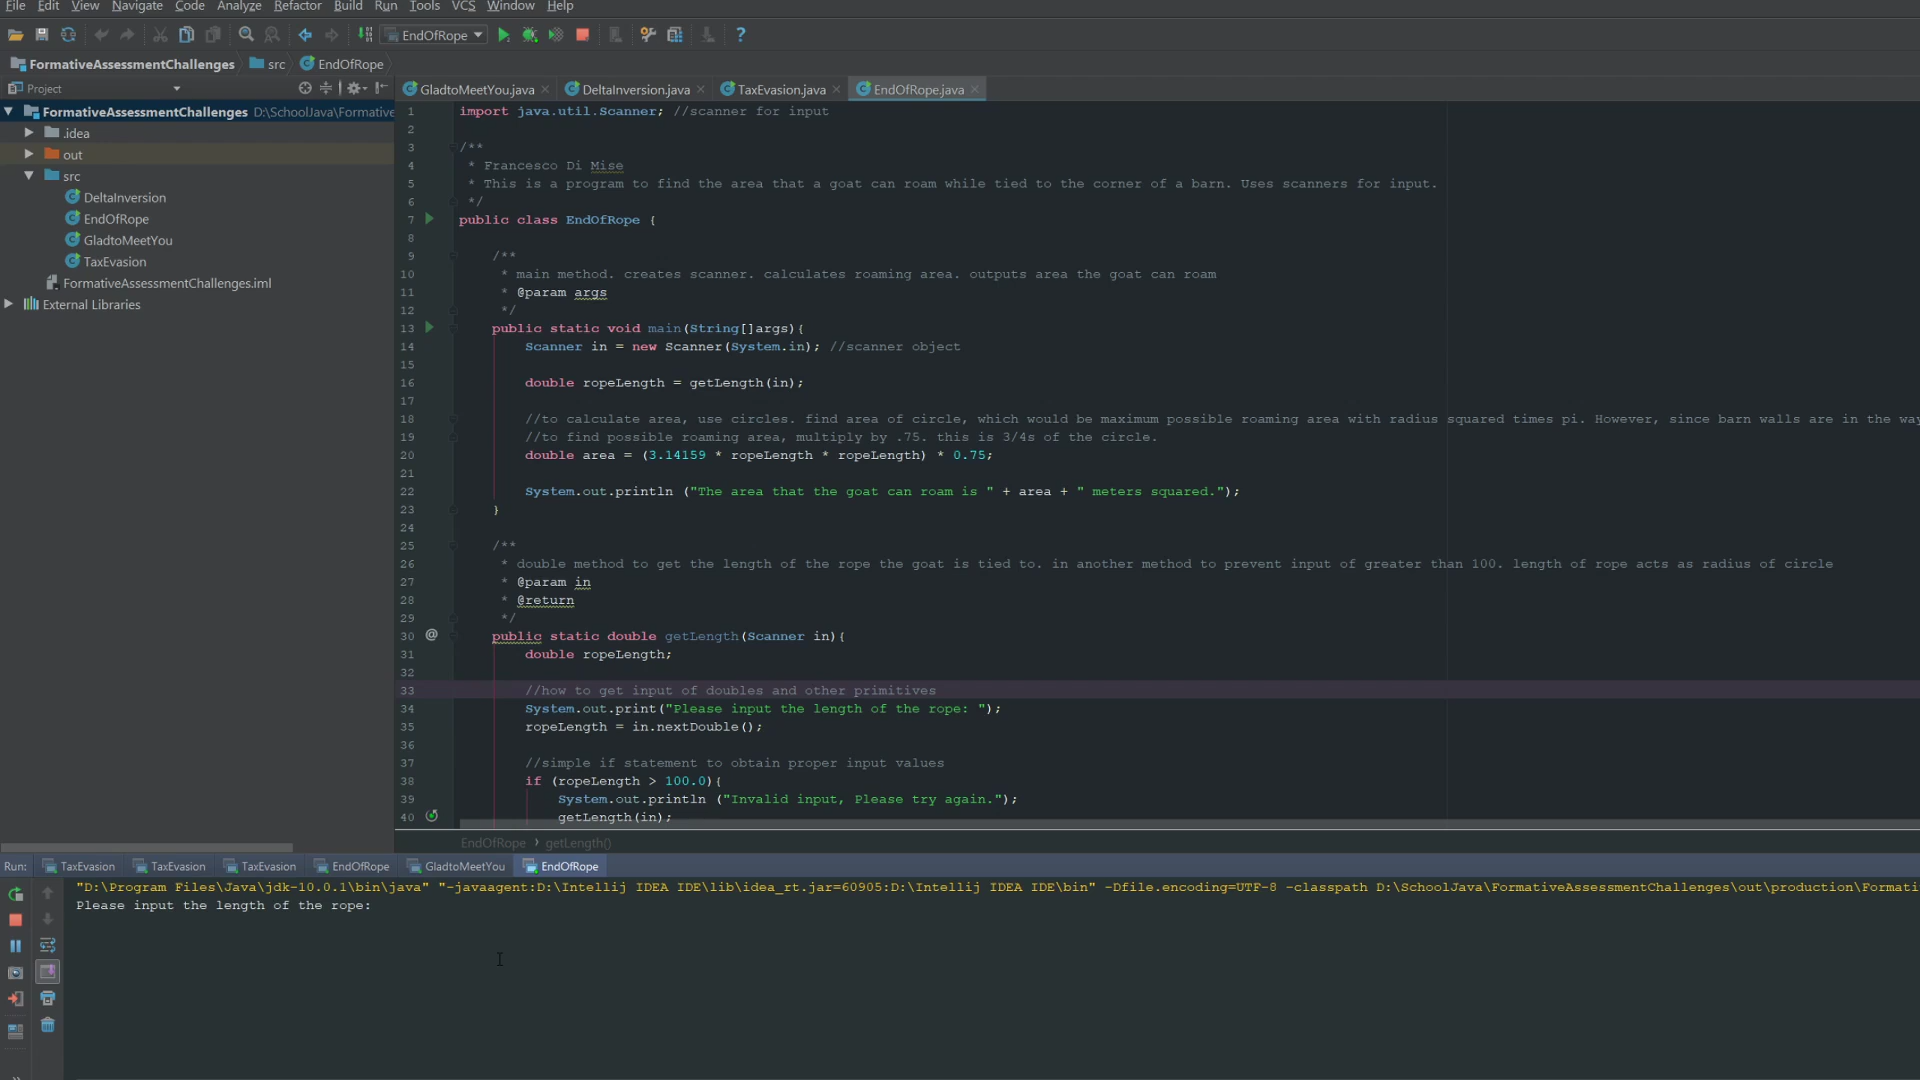 File Edit View Navigate Code Analyze Refactor Build Run Tools VCS Window Help
EndOfRope
FormativeAssessmentChallenges src EndOfRope
Project
GladtoMeetYou.java DeltaInversion.java TaxEvasion.java EndOfRope.java
FormativeAssessmentChallenges D:\SchoolJava\Formative
.idea
out
src
DeltaInversion
EndOfRope
GladtoMeetYou
TaxEvasion
FormativeAssessmentChallenges.iml
External Libraries
1 import java.util.Scanner; //scanner for input
2
3 /**
4 * Francesco Di Mise
5 * This is a program to find the area that a goat can roam while tied to the corner of a barn. Uses scanners for input.
6 */
7 public class EndOfRope {
8
9 /**
10 * main method. creates scanner. calculates roaming area. outputs area the goat can roam
11 * @param args
12 */
13 public static void main(String[]args){
14 Scanner in = new Scanner(System.in); //scanner object
15
16 double ropeLength = getLength(in);
17
18 //to calculate area, use circles. find area of circle, which would be maximum possible roaming area with radius squared times pi. However, since barn walls are in the way
19 //to find possible roaming area, multiply by .75. this is 3/4s of the circle.
20 double area = (3.14159 * ropeLength * ropeLength) * 0.75;
21
22 System.out.println ("The area that the goat can roam is " + area + " meters squared.");
23 }
24
25 /**
26 * double method to get the length of the rope the goat is tied to. in another method to prevent input of greater than 100. length of rope acts as radius of circle
27 * @param in
28 * @return
29 */
30 @ public static double getLength(Scanner in){
31 double ropeLength;
32
33 //how to get input of doubles and other primitives
34 System.out.print("Please input the length of the rope: ");
35 ropeLength = in.nextDouble();
36
37 //simple if statement to obtain proper input values
38 if (ropeLength > 100.0){
39 System.out.println ("Invalid input, Please try again.");
40 getLength(in);
EndOfRope › getLength()
Run: TaxEvasion TaxEvasion TaxEvasion EndOfRope GladtoMeetYou EndOfRope
"D:\Program Files\Java\jdk-10.0.1\bin\java" "-javaagent:D:\Intellij IDEA IDE\lib\idea_rt.jar=60905:D:\Intellij IDEA IDE\bin" -Dfile.encoding=UTF-8 -classpath D:\SchoolJava\FormativeAssessmentChallenges\out\production\Formati
Please input the length of the rope: